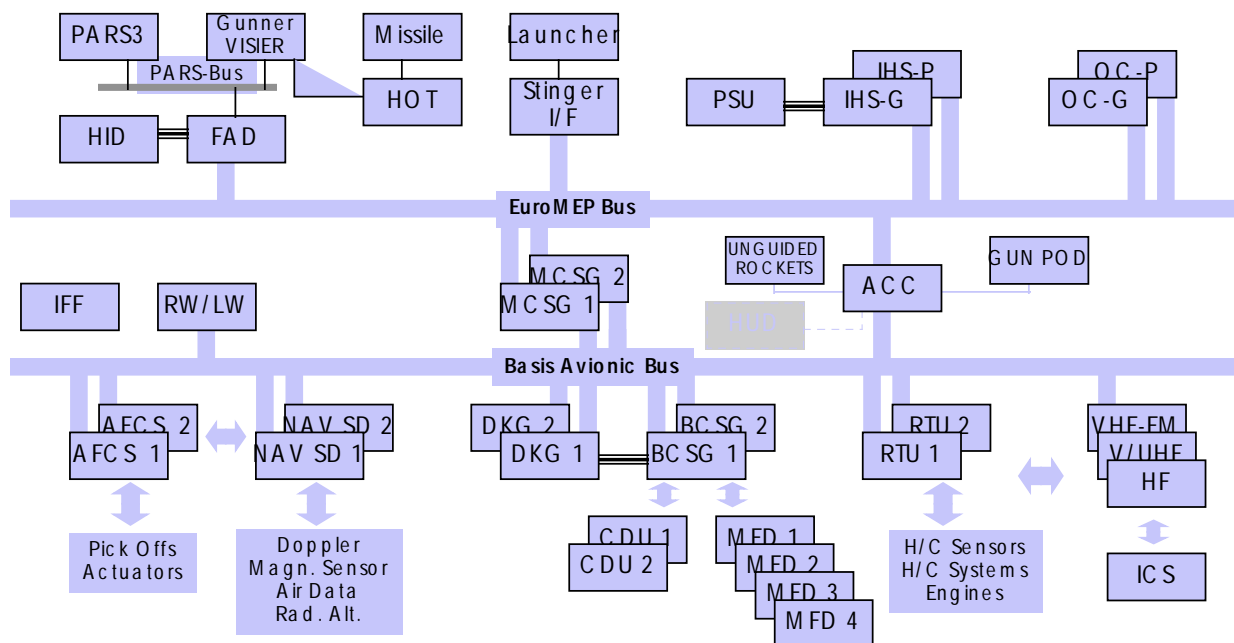 PARS3
Gunner
VISIER
Missile
Launcher
PARS-Bus
HOT
Stinger
I/F
PSU
IHS-P
IHS-G
OC-P
OC-G
HID
FAD
EuroMEP Bus
UNGUIDED
ROCKETS
GUN POD
MCSG 2
MCSG 1
ACC
IFF
RW/LW
HUD
Basis Avionic Bus
AFCS 2
AFCS 1
NAV SD 2
NAV SD 1
DKG 2
DKG 1
BCSG 2
BCSG 1
RTU 2
RTU 1
VHF-FM
V/UHF
HF
Pick Offs
Actuators
Doppler
Magn. Sensor
Air Data
Rad. Alt.
CDU 1
CDU 2
MFD 1
MFD 2
MFD 3
MFD 4
H/C Sensors
H/C Systems
Engines
ICS